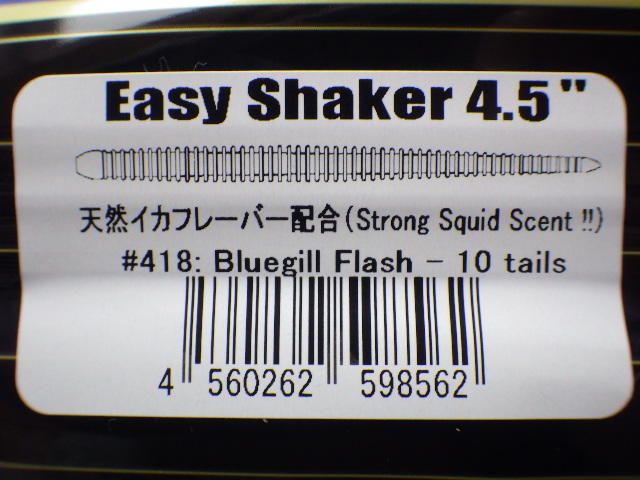 Easy Shaker 4.5"
天然イカフレーバー配合(Strong Squid Scent !!)
#418: Bluegill Flash - 10 tails
4 560262 598562